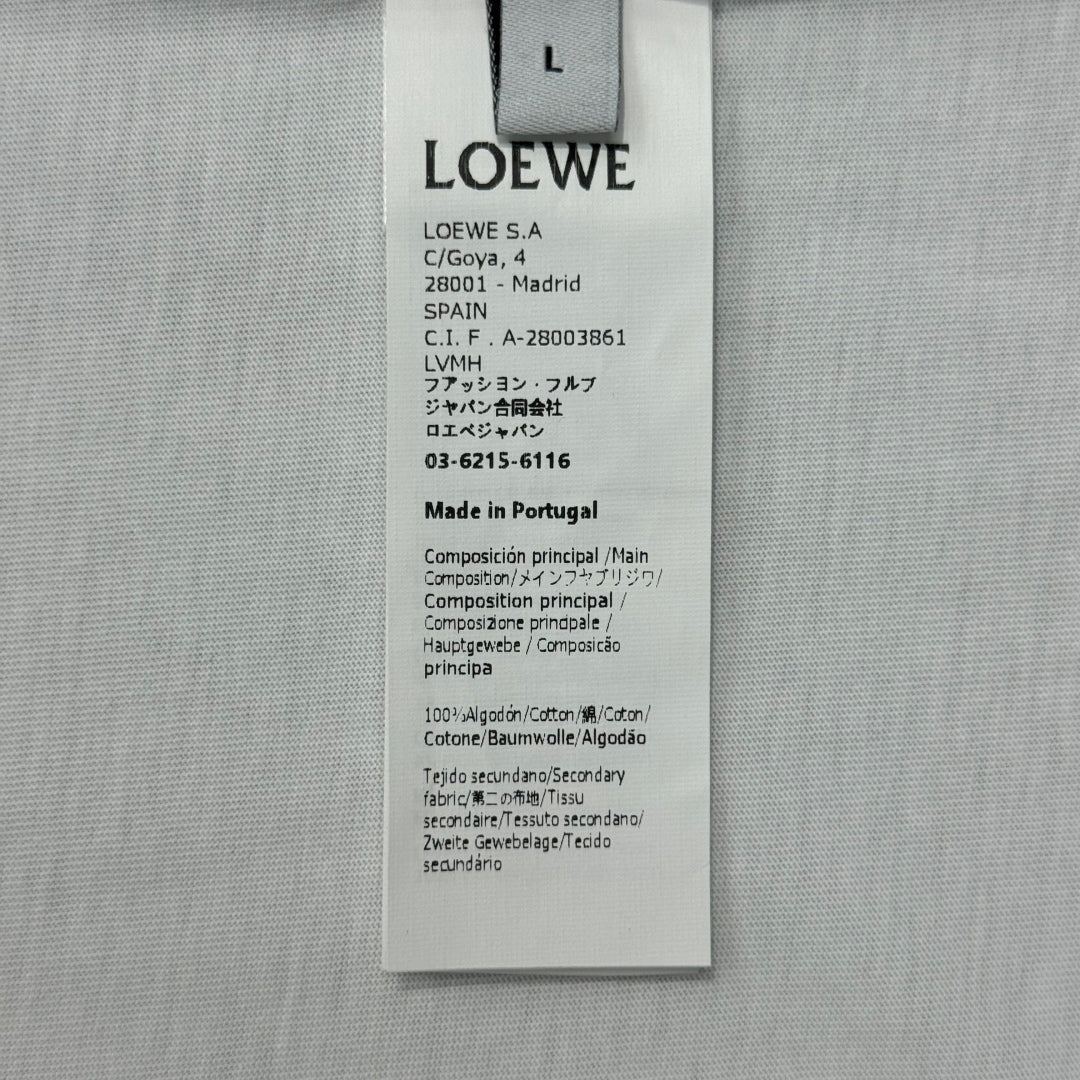 L
LOEWE
LOEWE S.A
C/Goya, 4
28001 - Madrid
SPAIN
C.I. F . A-28003861
LVMH
フアッション・フルブ
ジャパン合同会社
ロエベジャパン
03-6215-6116
Made in Portugal
Composición principal /Main
Composition/メインフセブリジワ/
Composition principal /
Composizione principale /
Hauptgewebe / Composicão
principa
100%Algodón/Cotton/綿/Coton/
Cotone/Baumwolle/Algodão
Tejido secundano/Secondary
fabric/第二の布地/Tissu
secondaire/Tessuto secondano/
Zweite Gewebelage/Tecido
secundário